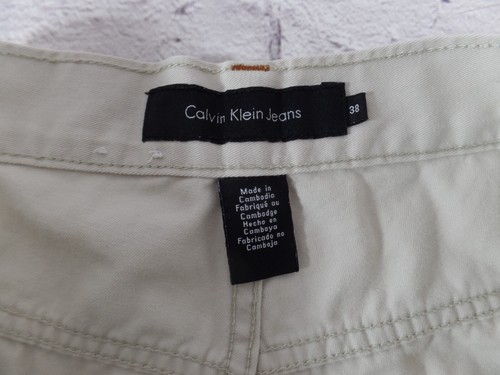 Calvin Klein Jeans
38
Made in
Cambodia
Fabriqué au
Cambodge
Hecho en
Camboya
Fabricado no
Camboja